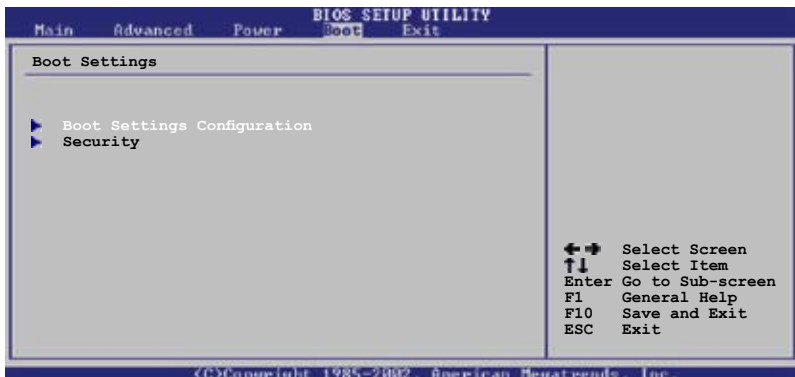 BIOS SETUP UTILITY
Main Advanced Power Boot Exit
Boot Settings
Boot Settings Configuration
Security
Select Screen
↑↓ Select Item
Enter Go to Sub-screen
F1 General Help
F10 Save and Exit
ESC Exit
(C)Copyright 1985-2002, American Megatrends, Inc.